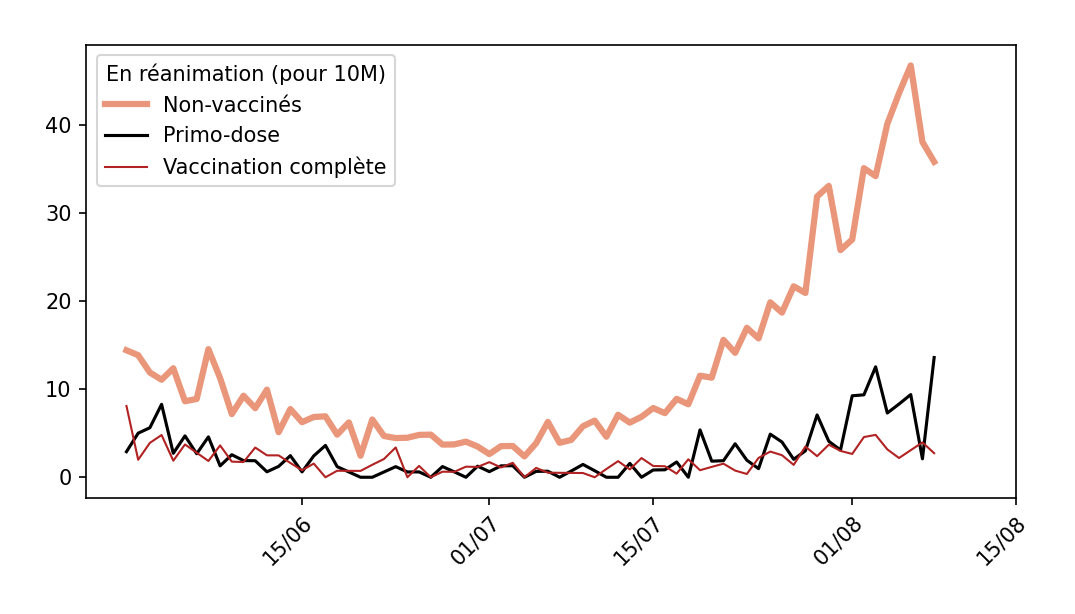 En réanimation (pour 10M)
Non-vaccinés
Primo-dose
Vaccination complète
40
30
20
10
0
15/06
01/07
15/07
01/08
15/08